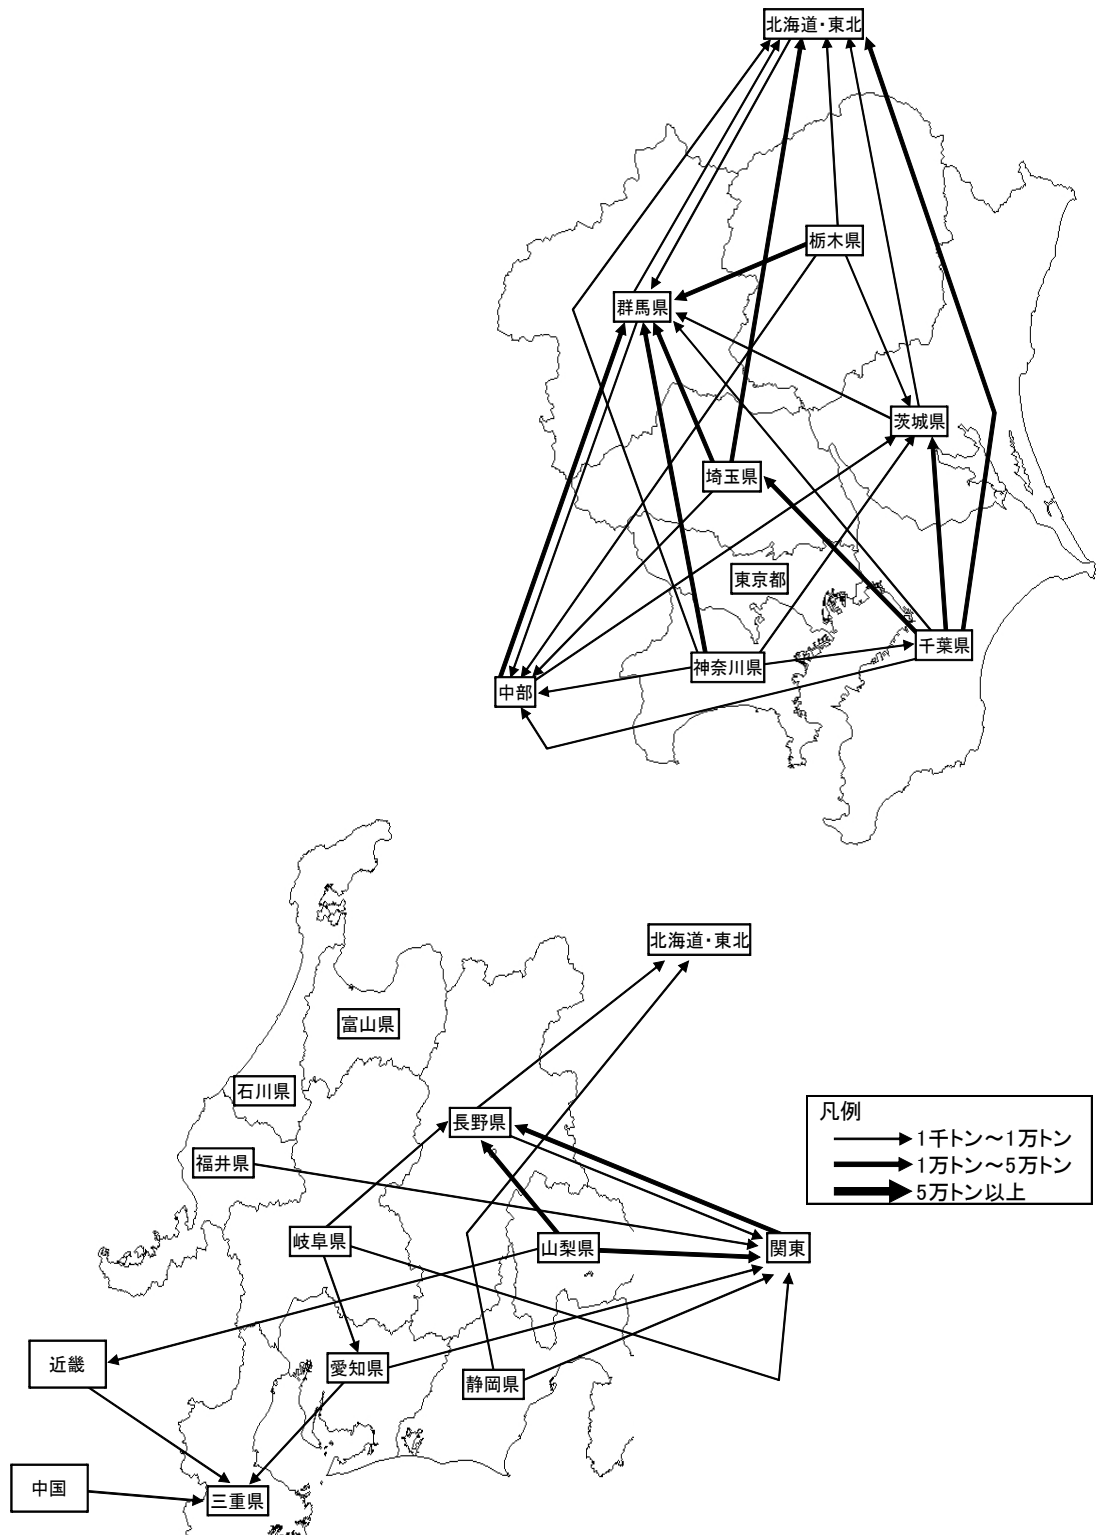 北海道・東北
栃木県
群馬県
茨城県
埼玉県
東京都
千葉県
神奈川県
中部
北海道・東北
富山県
石川県
長野県
福井県
岐阜県
山梨県
関東
近畿
愛知県
静岡県
中国
三重県
凡例
1千トン～1万トン
1万トン～5万トン
5万トン以上